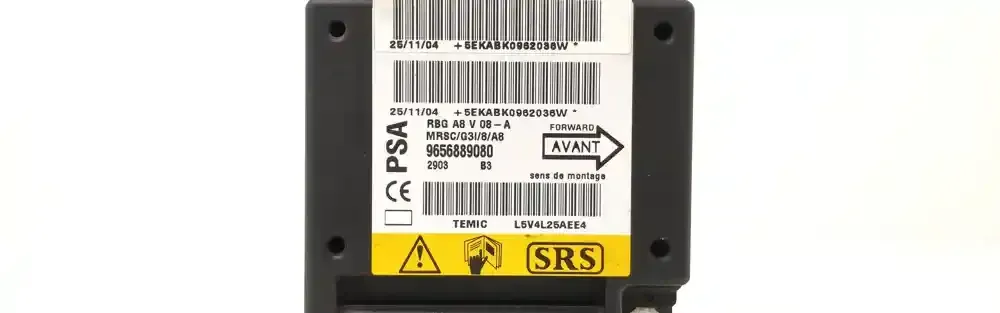 25/11/04 +5EKABK0962036W *
25/11/04 +5EKABK0962036W *
PSA
RBG A8 V 08-A
MRSC/G3I/8/A8
9656889080
2903 B3
FORWARD
AVANT
sens de montage
CE
TEMIC L5V4L25AEE4
SRS